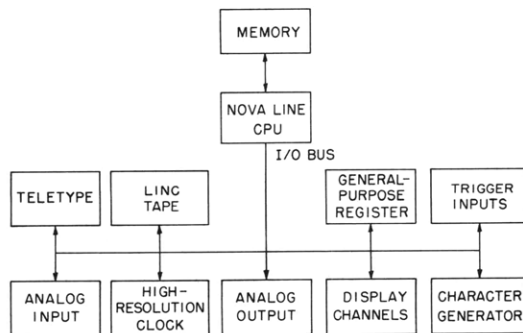 MEMORY
NOVA LINE
CPU
I/O BUS
TELETYPE
LINC
TAPE
GENERAL-
PURPOSE
REGISTER
TRIGGER
INPUTS
ANALOG
INPUT
HIGH-
RESOLUTION
CLOCK
ANALOG
OUTPUT
DISPLAY
CHANNELS
CHARACTER
GENERATOR